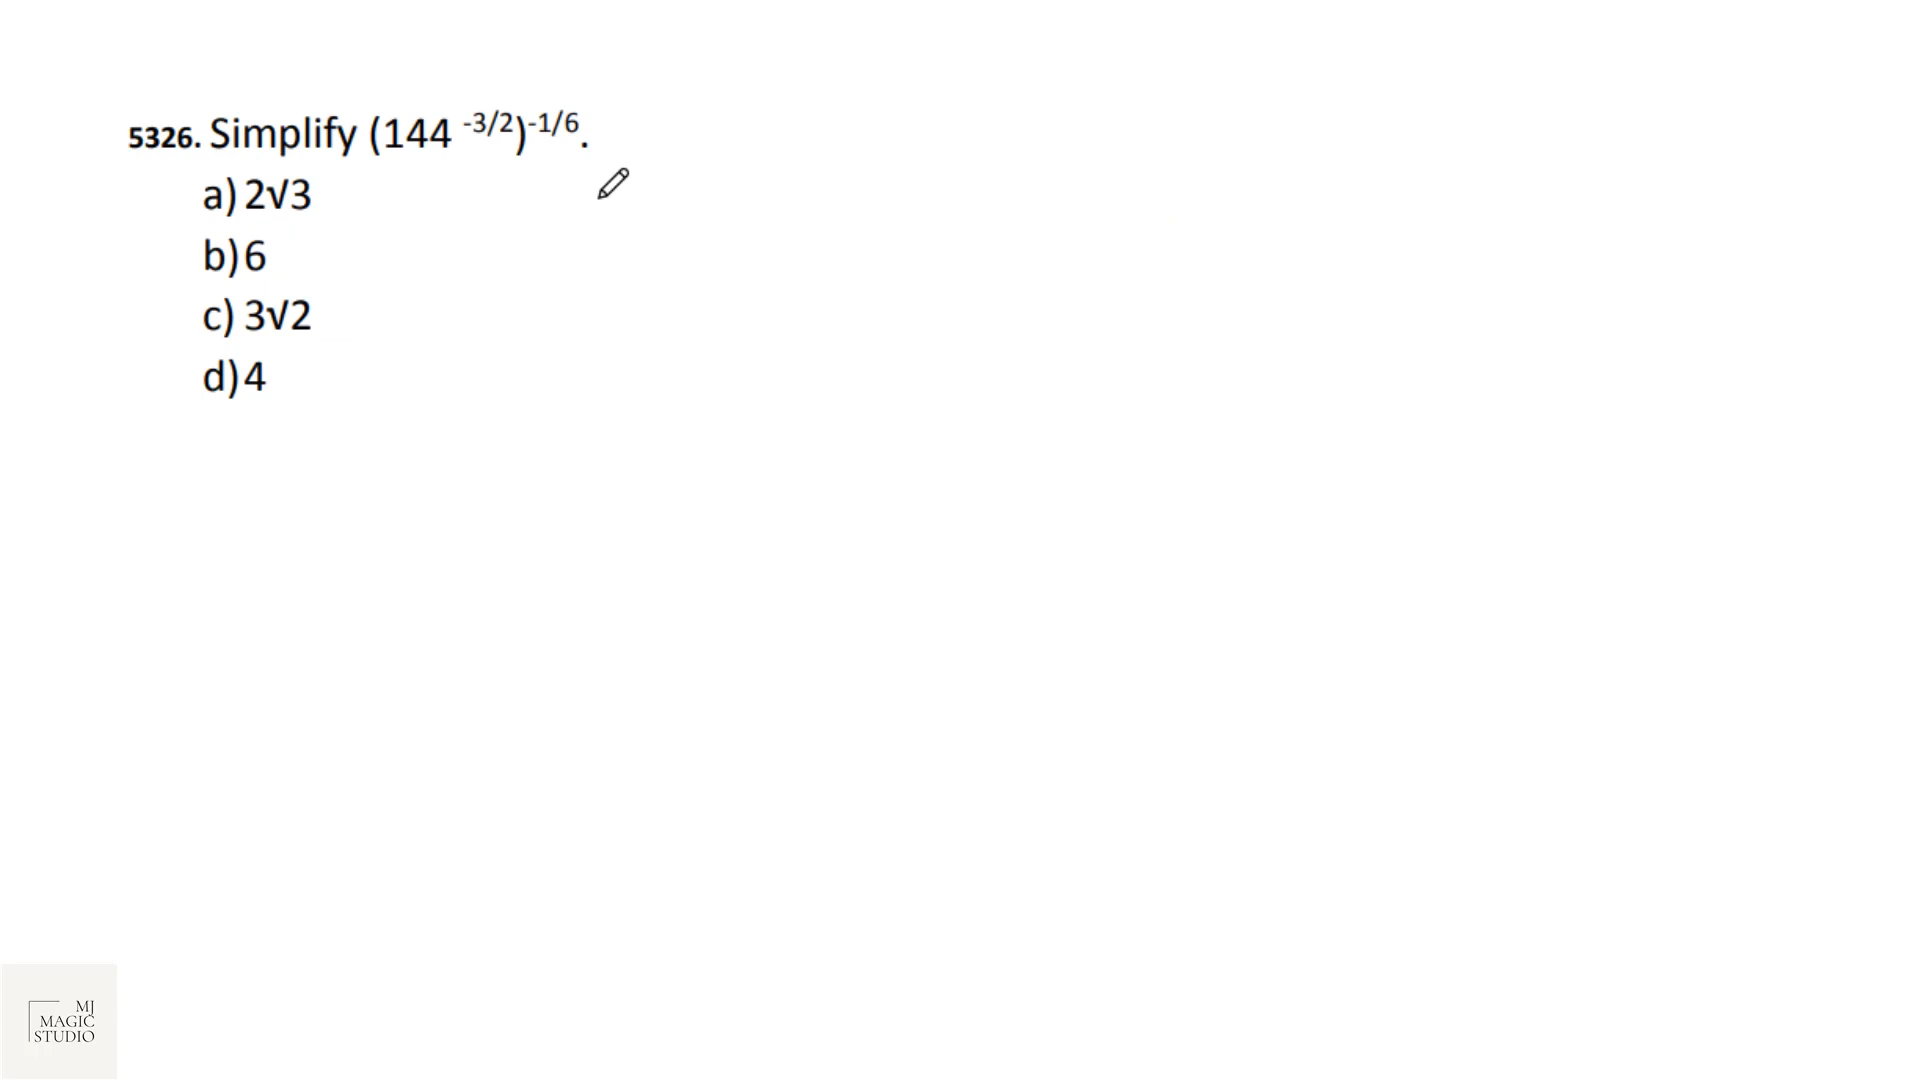 5326. Simplify (144 ⁻³/²)⁻¹/⁶.
a) 2√3
b) 6
c) 3√2
d) 4
MJ
MAGIC
STUDIO